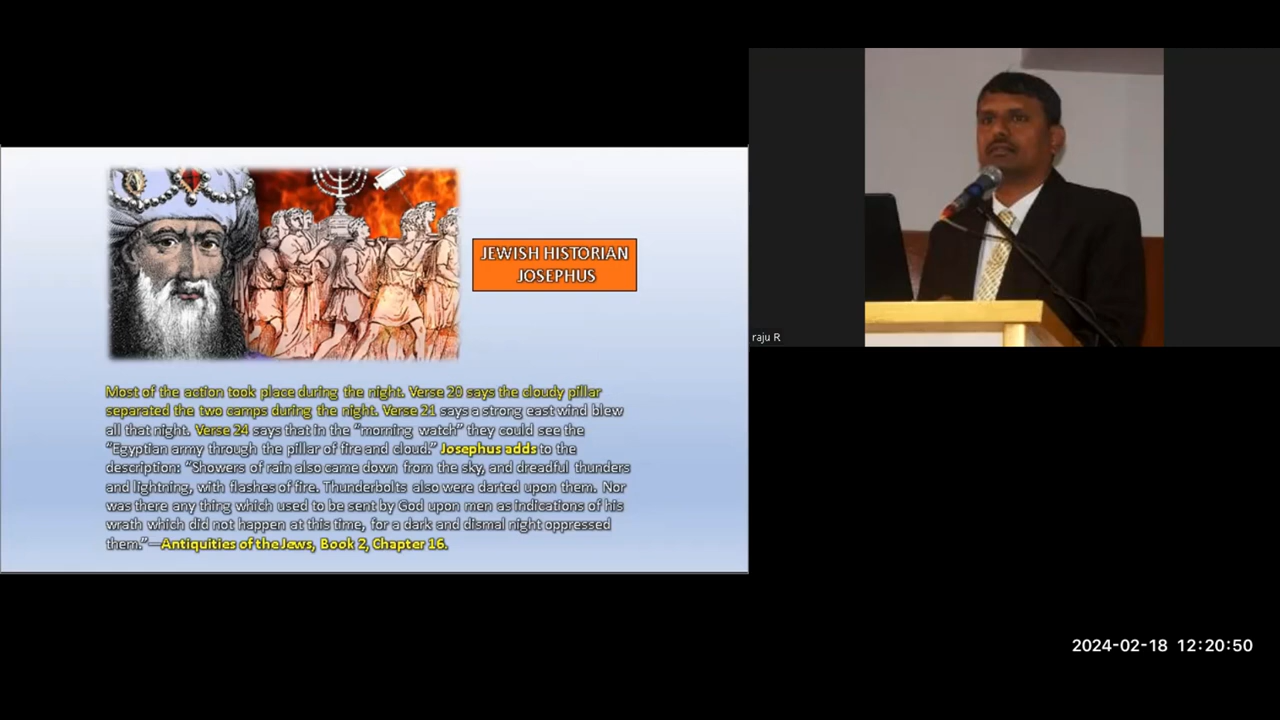 JEWISH HISTORIAN
JOSEPHUS
Most of the action took place during the night. Verse 20 says the cloudy pillar
separated the two camps during the night. Verse 21 says a strong east wind blew
all that night. Verse 24 says that in the “morning watch” they could see the
“Egyptian army through the pillar of fire and cloud.” Josephus adds to the
description: “Showers of rain also came down from the sky, and dreadful thunders
and lightning, with flashes of fire. Thunderbolts also were darted upon them. Nor
was there any thing which used to be sent by God upon men as indications of his
wrath which did not happen at this time, for a dark and dismal night oppressed
them.”—Antiquities of the Jews, Book 2, Chapter 16.
raju R
2024-02-18 12:20:50